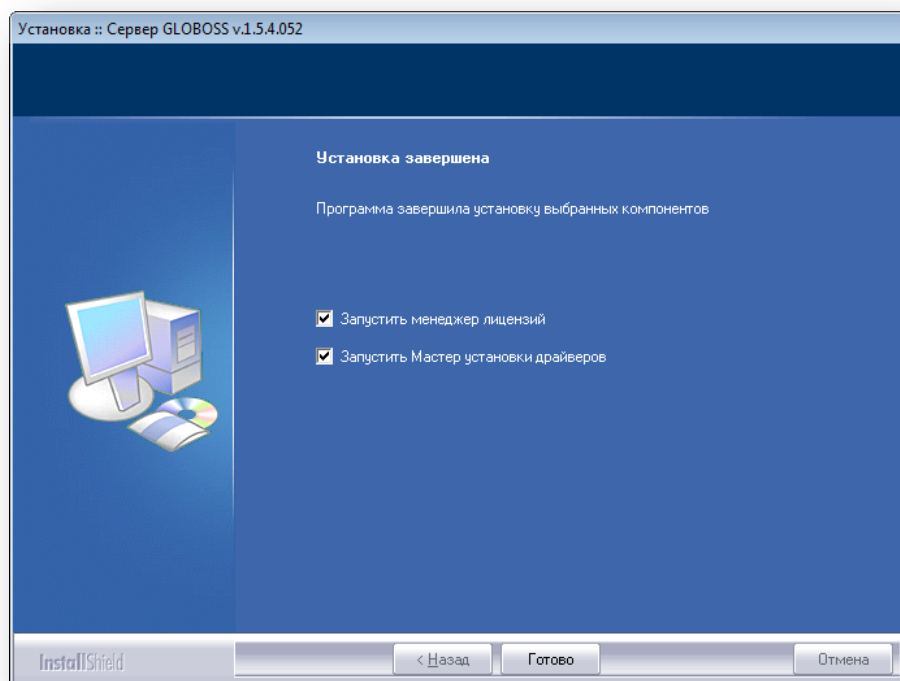 Установка :: Сервер GLOBOSS v.1.5.4.052
Установка завершена
Программа завершила установку выбранных компонентов
Запустить менеджер лицензий
Запустить Мастер установки драйверов
InstallShield
< Назад
Готово
Отмена